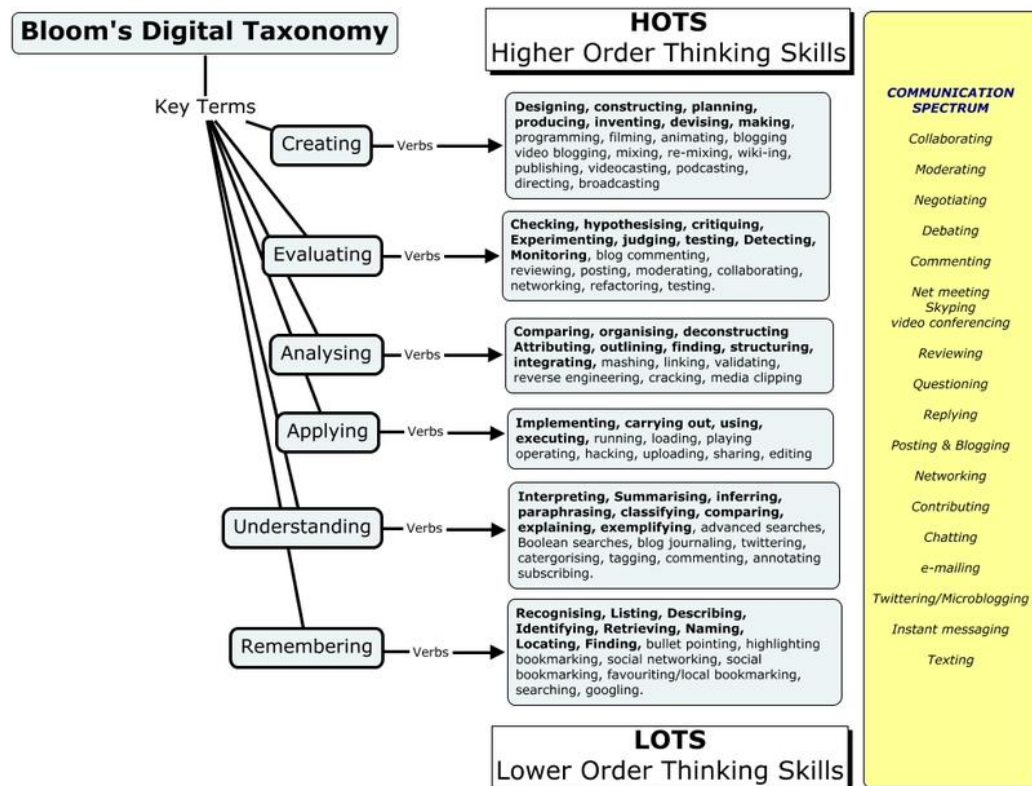 Bloom's Digital Taxonomy
Key Terms
HOTS
Higher Order Thinking Skills
Creating
Verbs
Designing, constructing, planning,
producing, inventing, devising, making,
programming, filming, animating, blogging
video blogging, mixing, re-mixing, wiki-ing,
publishing, videocasting, podcasting,
directing, broadcasting
Evaluating
Verbs
Checking, hypothesising, critiquing,
Experimenting, judging, testing, Detecting,
Monitoring, blog commenting,
reviewing, posting, moderating, collaborating,
networking, refactoring, testing.
Analysing
Verbs
Comparing, organising, deconstructing
Attributing, outlining, finding, structuring,
integrating, mashing, linking, validating,
reverse engineering, cracking, media clipping
Applying
Verbs
Implementing, carrying out, using,
executing, running, loading, playing
operating, hacking, uploading, sharing, editing
Understanding
Verbs
Interpreting, Summarising, inferring,
paraphrasing, classifying, comparing,
explaining, exemplifying, advanced searches,
Boolean searches, blog journaling, twittering,
catergorising, tagging, commenting, annotating
subscribing.
Remembering
Verbs
Recognising, Listing, Describing,
Identifying, Retrieving, Naming,
Locating, Finding, bullet pointing, highlighting
bookmarking, social networking, social
bookmarking, favouriting/local bookmarking,
searching, googling.
LOTS
Lower Order Thinking Skills
COMMUNICATION
SPECTRUM
Collaborating
Moderating
Negotiating
Debating
Commenting
Net meeting
Skyping
video conferencing
Reviewing
Questioning
Replying
Posting & Blogging
Networking
Contributing
Chatting
e-mailing
Twittering/Microblogging
Instant messaging
Texting